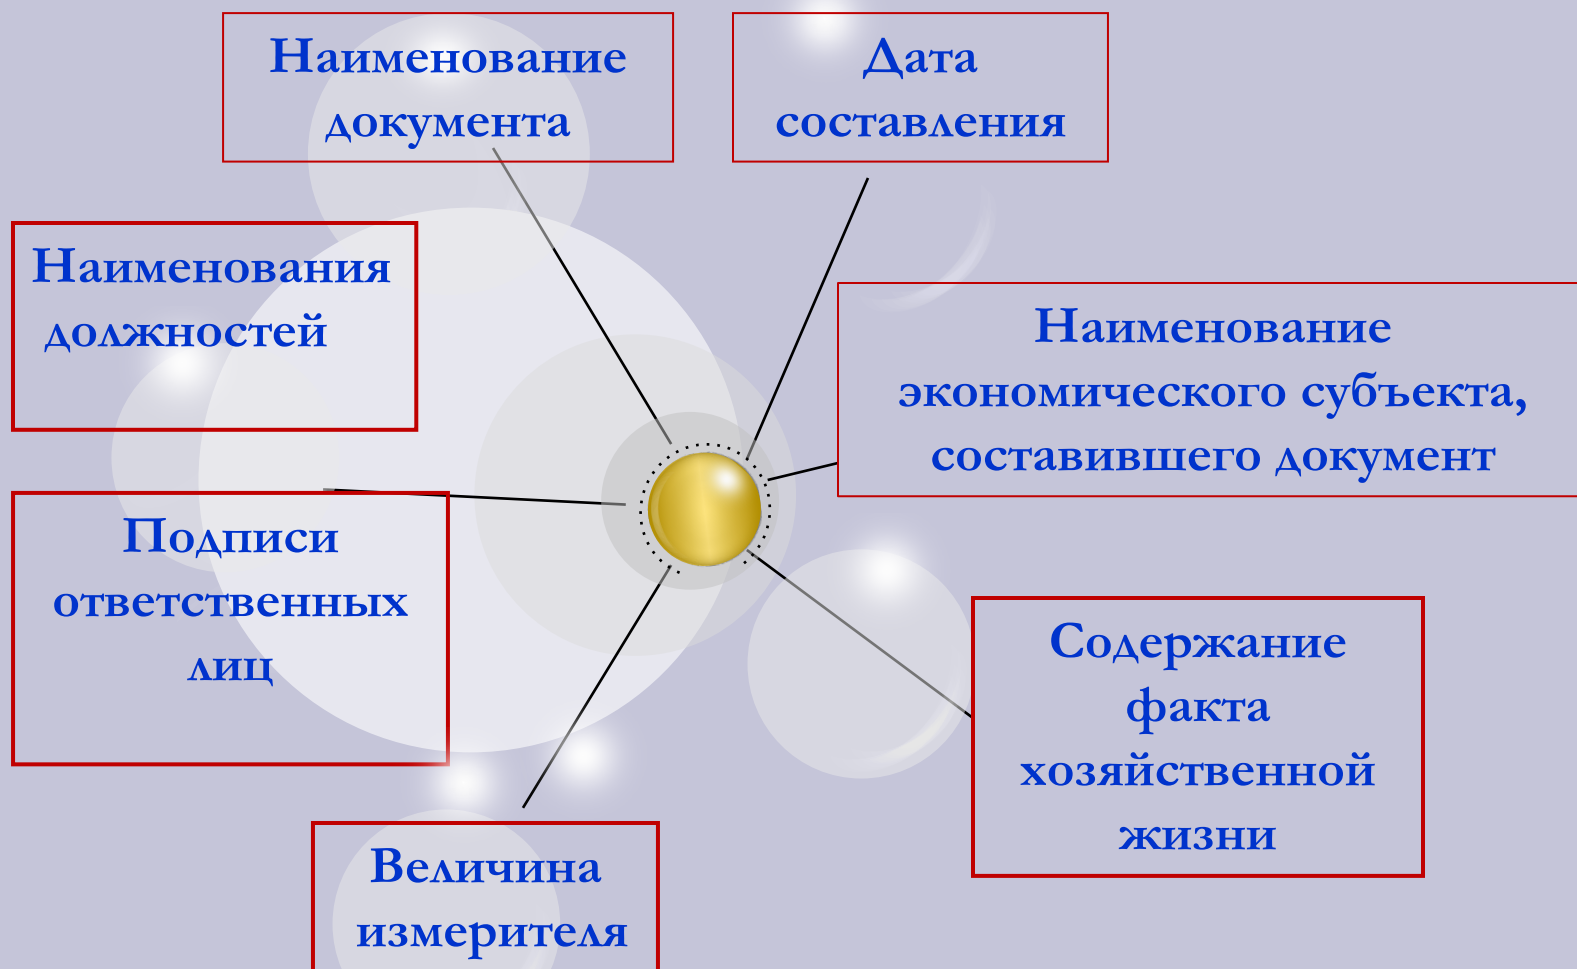 Наименование
документа
Дата
составления
Наименования
должностей
Наименование
экономического субъекта,
составившего документ
Подписи
ответственных
лиц
Содержание
факта
хозяйственной
жизни
Величина
измерителя